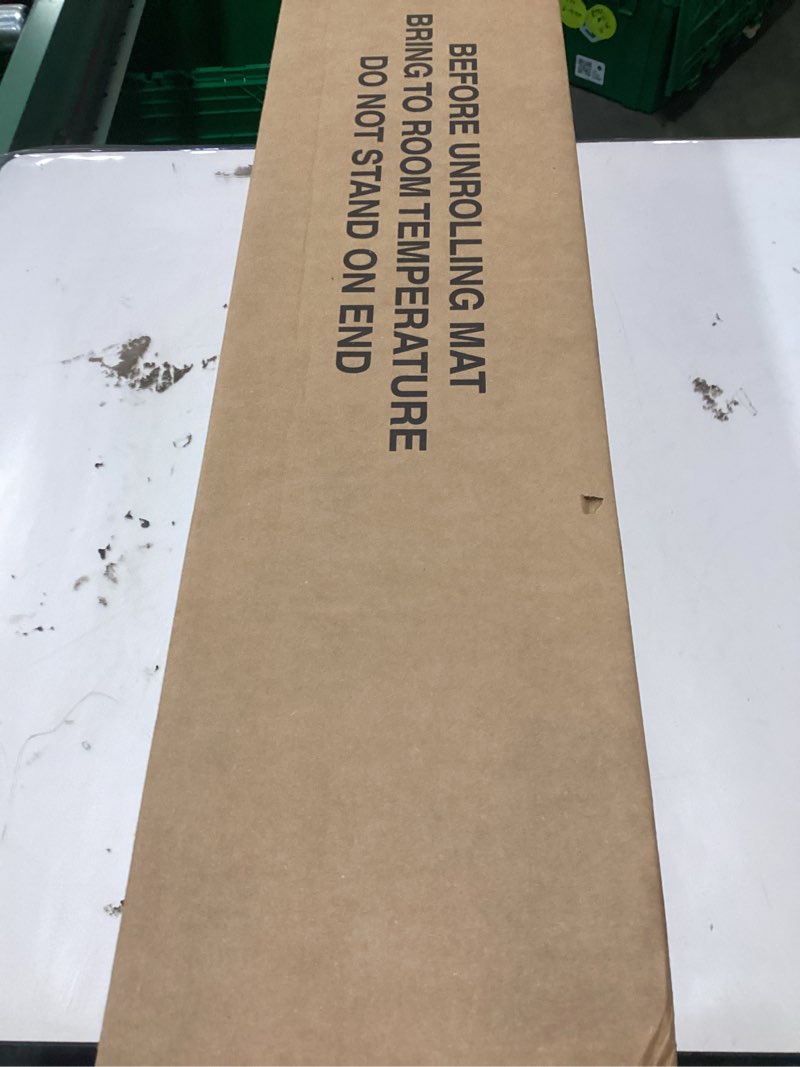 BEFORE UNROLLING MAT
BRING TO ROOM TEMPERATURE
DO NOT STAND ON END